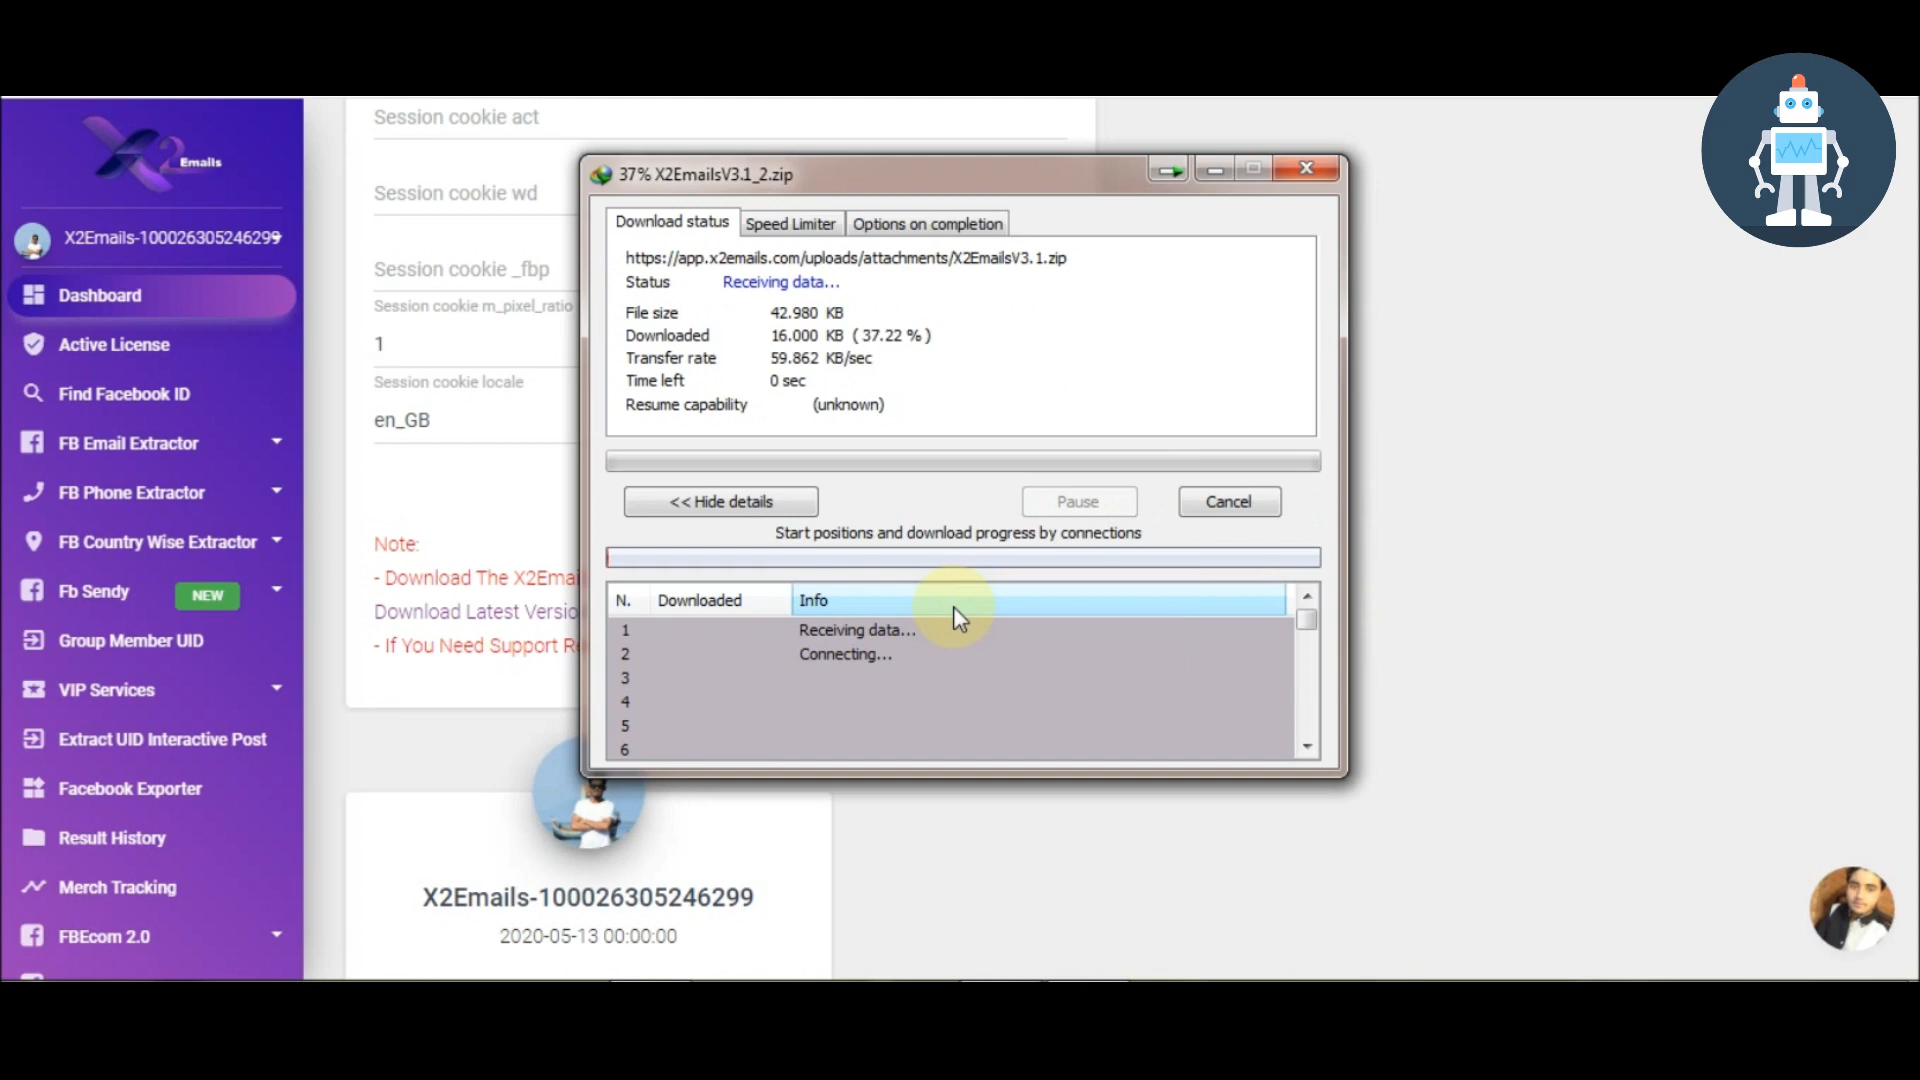 X2 Emails
X2Emails-100026305246299
Dashboard
Active License
Find Facebook ID
FB Email Extractor
FB Phone Extractor
FB Country Wise Extractor
Fb Sendy NEW
Group Member UID
VIP Services
Extract UID Interactive Post
Facebook Exporter
Result History
Merch Tracking
FBEcom 2.0
Session cookie act
Session cookie wd
Session cookie _fbp
Session cookie m_pixel_ratio
1
Session cookie locale
en_GB
Note:
- Download The X2Emai
Download Latest Versio
- If You Need Support Re
37% X2EmailsV3.1_2.zip
Download status Speed Limiter Options on completion
https://app.x2emails.com/uploads/attachments/X2EmailsV3.1.zip
Status Receiving data...
File size 42.980 KB
Downloaded 16.000 KB ( 37.22 % )
Transfer rate 59.862 KB/sec
Time left 0 sec
Resume capability (unknown)
<< Hide details Pause Cancel
Start positions and download progress by connections
N. Downloaded Info
1 Receiving data...
2 Connecting...
3
4
5
6
X2Emails-100026305246299
2020-05-13 00:00:00